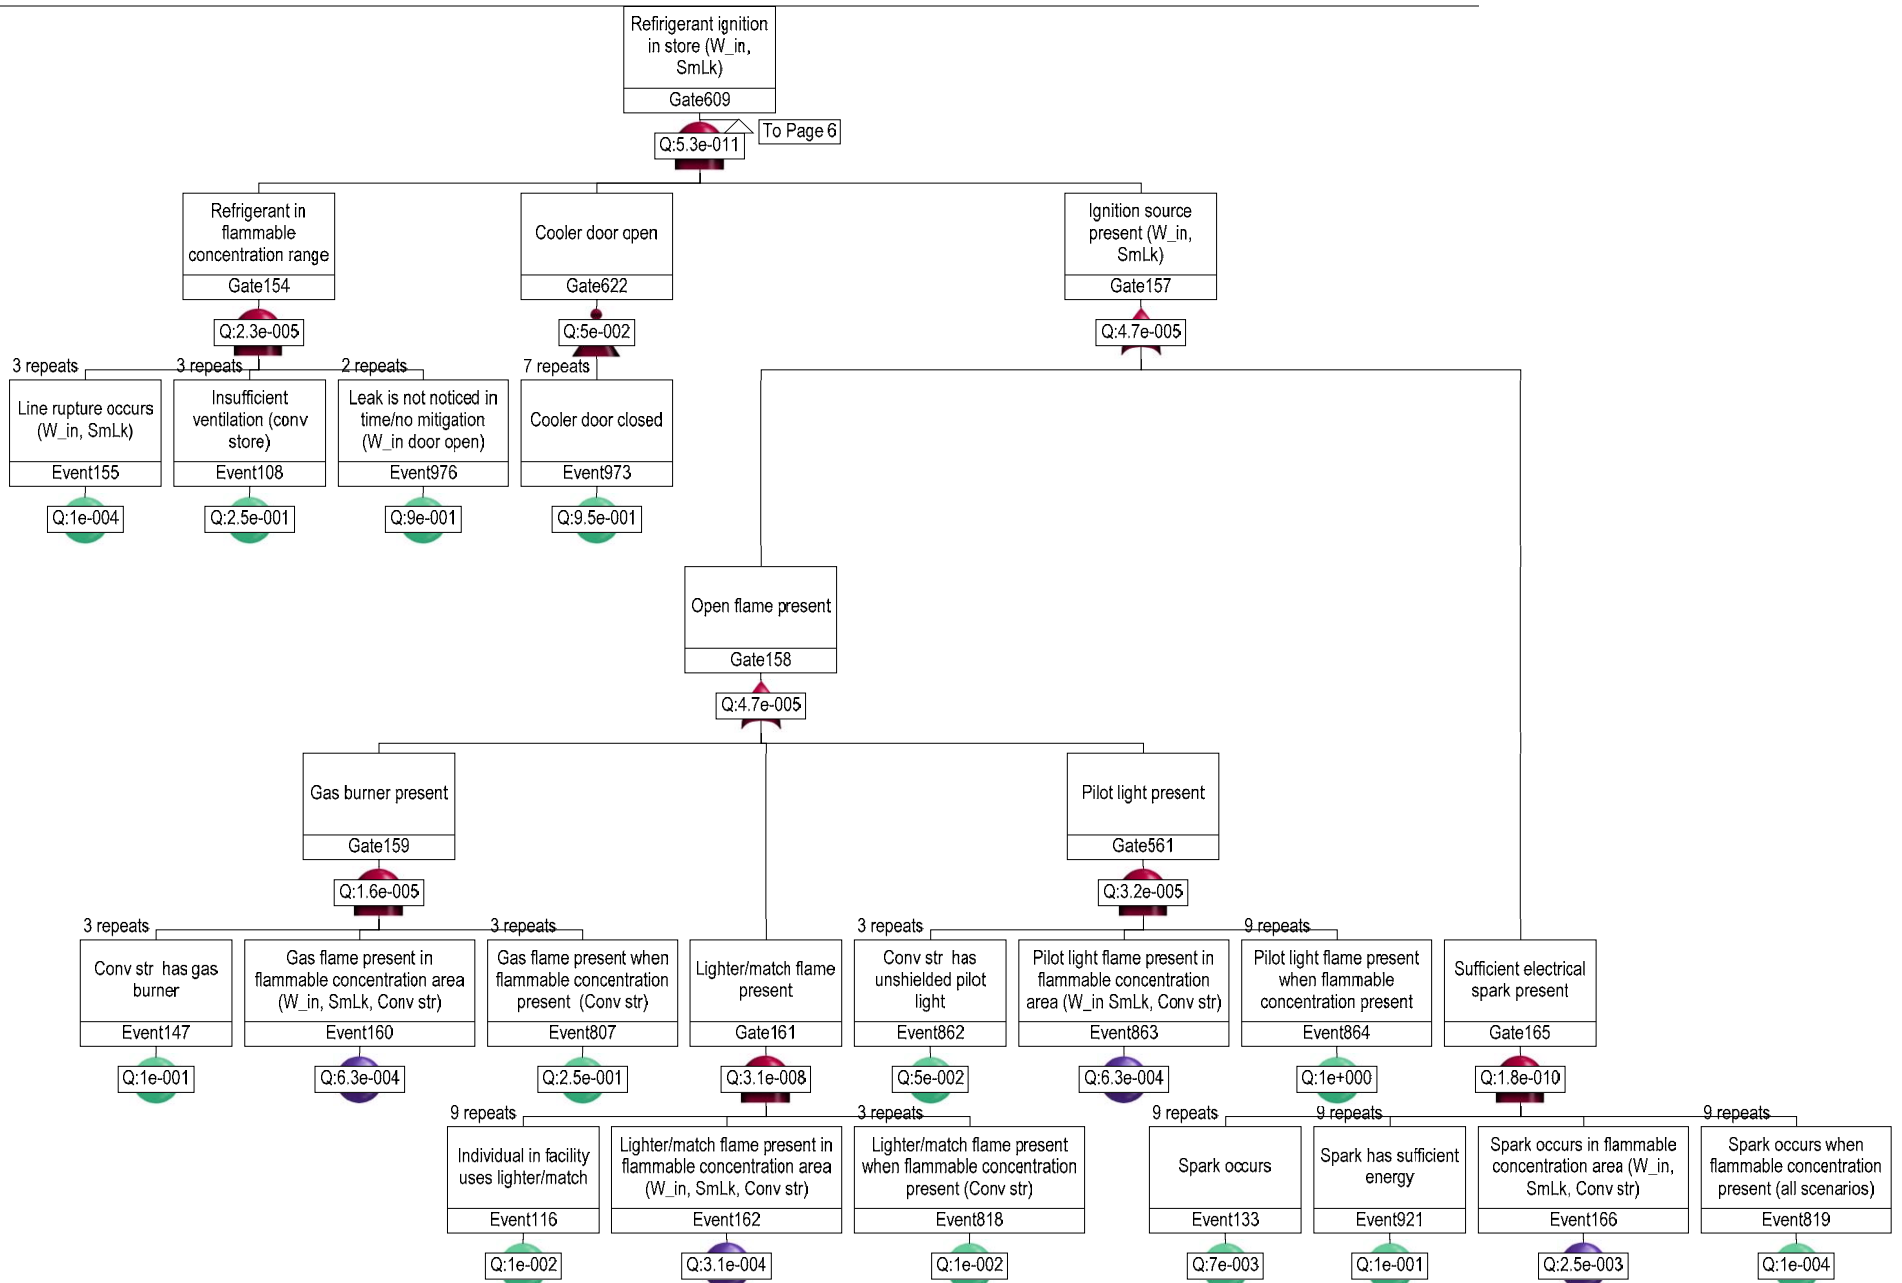 Refrigerant ignition
in store (W_in,
SmLk)
Gate609
To Page 6
Q:5.3e-011
Refrigerant in
flammable
concentration range
Gate154
Q:2.3e-005
Cooler door open
Gate622
Q:5e-002
Ignition source
present (W_in,
SmLk)
Gate157
Q:4.7e-005
3 repeats
Line rupture occurs
(W_in, SmLk)
Event155
Q:1e-004
3 repeats
Insufficient
ventilation (conv
store)
Event108
Q:2.5e-001
2 repeats
Leak is not noticed in
time/no mitigation
(W_in door open)
Event976
Q:9e-001
7 repeats
Cooler door closed
Event973
Q:9.5e-001
Open flame present
Gate158
Q:4.7e-005
Gas burner present
Gate159
Q:1.6e-005
Pilot light present
Gate561
Q:3.2e-005
3 repeats
Conv str has gas
burner
Event147
Q:1e-001
Gas flame present in
flammable concentration area
(W_in, SmLk, Conv str)
Event160
Q:6.3e-004
3 repeats
Gas flame present when
flammable concentration
present (Conv str)
Event807
Q:2.5e-001
Lighter/match flame
present
Gate161
Q:3.1e-008
3 repeats
Conv str has
unshielded pilot
light
Event862
Q:5e-002
Pilot light flame present in
flammable concentration
area (W_in SmLk, Conv str)
Event863
Q:6.3e-004
9 repeats
Pilot light flame present
when flammable
concentration present
Event864
Q:1e+000
Sufficient electrical
spark present
Gate165
Q:1.8e-010
9 repeats
Individual in facility
uses lighter/match
Event116
Q:1e-002
Lighter/match flame present in
flammable concentration area
(W_in, SmLk, Conv str)
Event162
Q:3.1e-004
3 repeats
Lighter/match flame present
when flammable concentration
present (Conv str)
Event818
Q:1e-002
9 repeats
Spark occurs
Event133
Q:7e-003
9 repeats
Spark has sufficient
energy
Event921
Q:1e-001
Spark occurs in flammable
concentration area (W_in,
SmLk, Conv str)
Event166
Q:2.5e-003
9 repeats
Spark occurs when
flammable concentration
present (all scenarios)
Event819
Q:1e-004